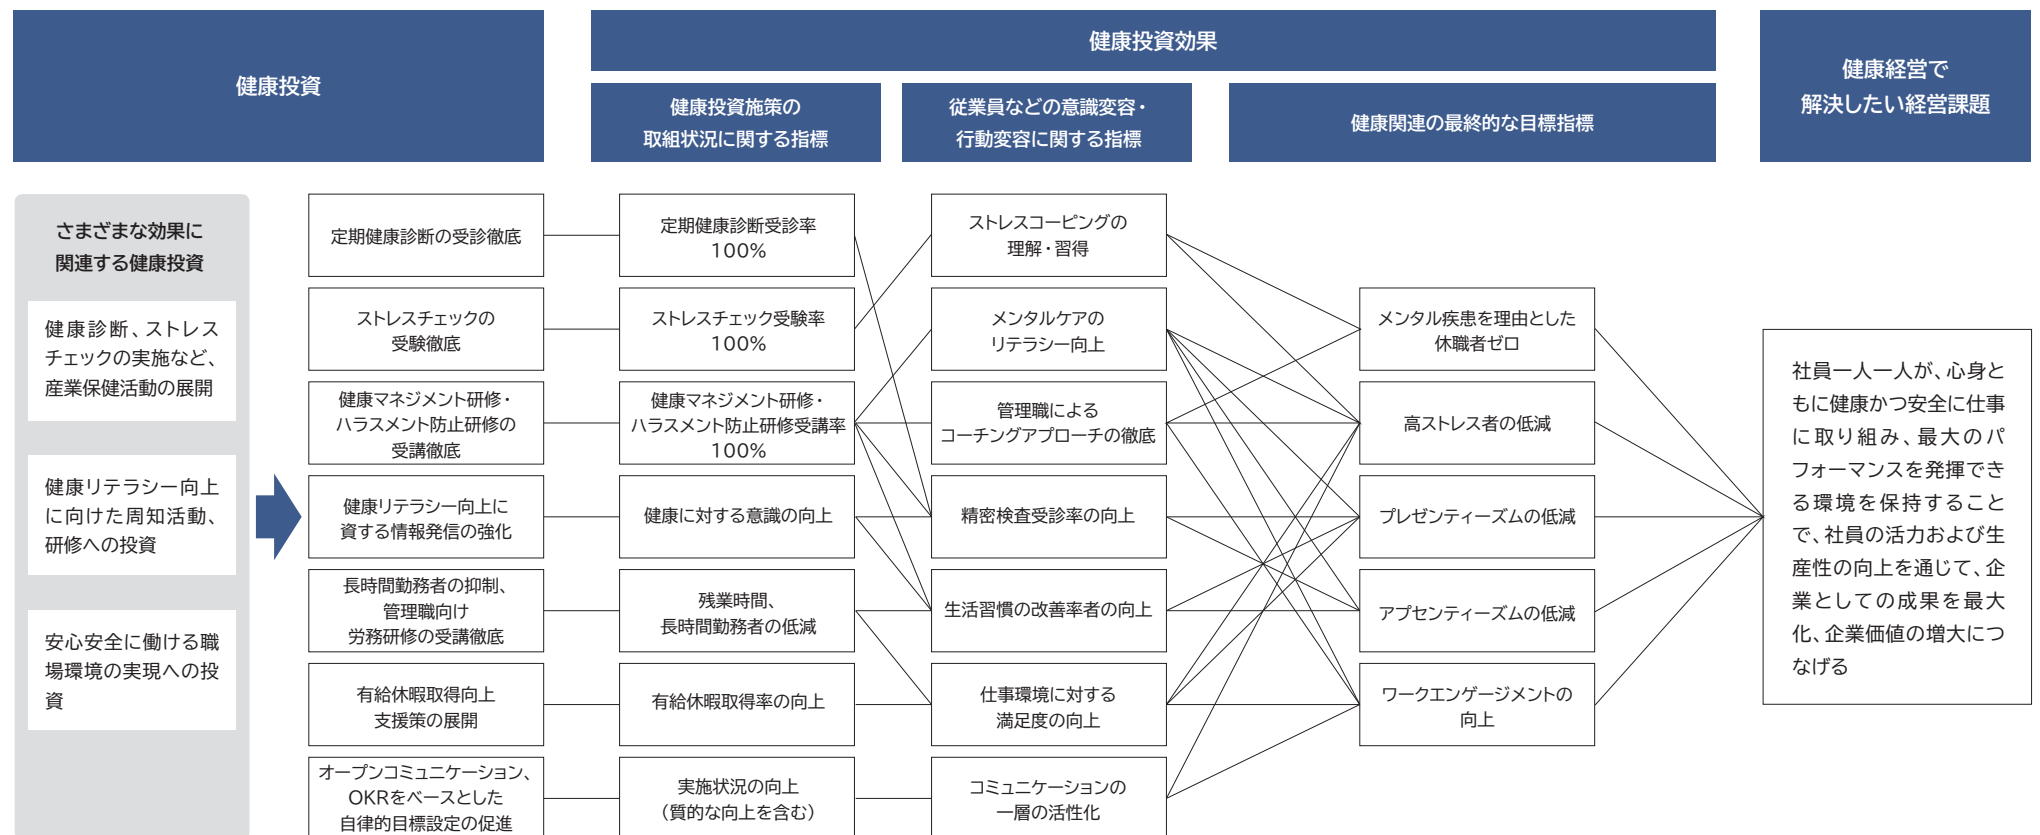 健康投資
健康投資効果
健康投資施策の
取組状況に関する指標
従業員などの意識変容・
行動変容に関する指標
健康関連の最終的な目標指標
健康経営で
解決したい経営課題
さまざまな効果に
関連する健康投資
健康診断、ストレス
チェックの実施など、
産業保健活動の展開
健康リテラシー向上
に向けた周知活動、
研修への投資
安心安全に働ける職
場環境の実現への投
資
定期健康診断の受診徹底
ストレスチェックの
受験徹底
健康マネジメント研修・
ハラスメント防止研修の
受講徹底
健康リテラシー向上に
資する情報発信の強化
長時間勤務者の抑制、
管理職向け
労務研修の受講徹底
有給休暇取得向上
支援策の展開
オープンコミュニケーション、
OKRをベースとした
自律的目標設定の促進
定期健康診断受診率
100%
ストレスチェック受験率
100%
健康マネジメント研修・
ハラスメント防止研修受講率
100%
健康に対する意識の向上
残業時間、
長時間勤務者の低減
有給休暇取得率の向上
実施状況の向上
（質的な向上を含む）
ストレスコーピングの
理解・習得
メンタルケアの
リテラシー向上
管理職による
コーチングアプローチの徹底
精密検査受診率の向上
生活習慣の改善率者の向上
仕事環境に対する
満足度の向上
コミュニケーションの
一層の活性化
メンタル疾患を理由とした
休職者ゼロ
高ストレス者の低減
プレゼンティーズムの低減
アプセンティーズムの低減
ワークエンゲージメントの
向上
社員一人一人が、心身と
もに健康かつ安全に仕事
に取り組み、最大のパ
フォーマンスを発揮でき
る環境を保持すること
で、社員の活力および生
産性の向上を通じて、企
業としての成果を最大
化、企業価値の増大につ
なげる